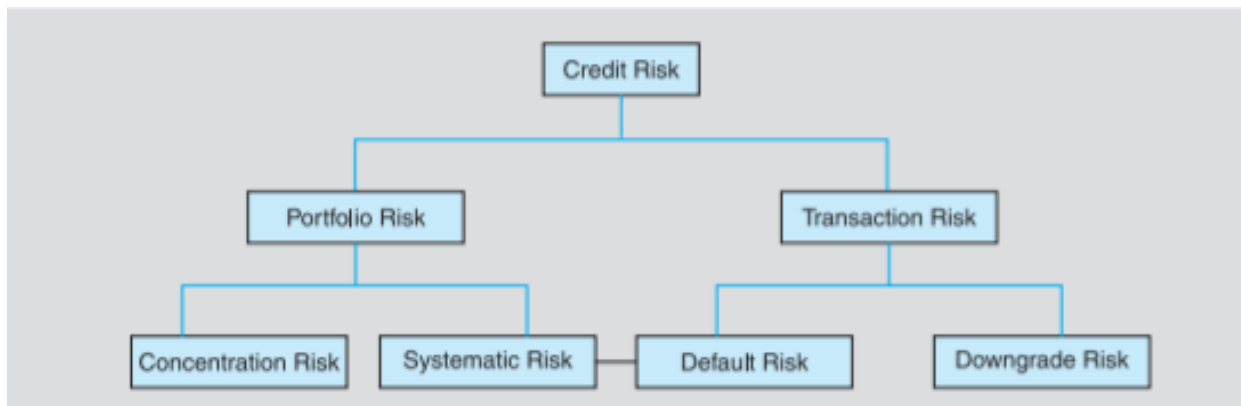 Credit Risk
Portfolio Risk
Transaction Risk
Concentration Risk
Systematic Risk
Default Risk
Downgrade Risk